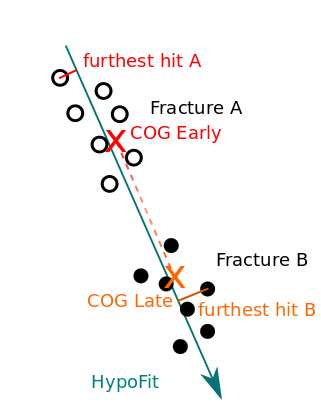 furthest hit A
Fracture A
COG Early
X
Fracture B
X
COG Late
furthest hit B
HypoFit